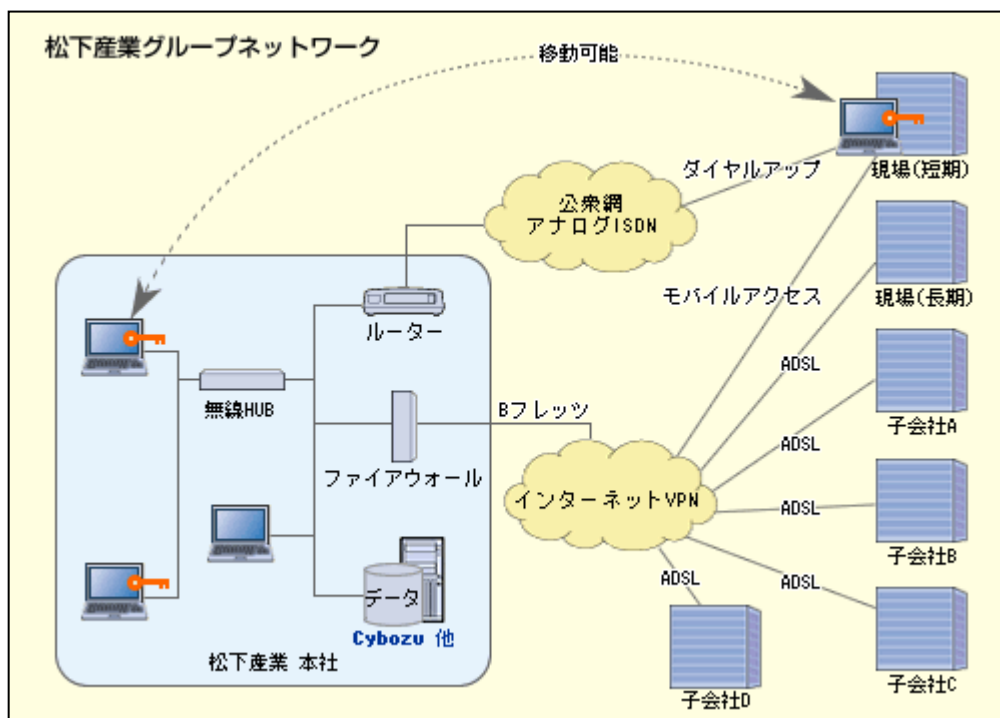 松下産業グループネットワーク
移動可能
現場(短期)
ダイヤルアップ
公衆網
アナログISDN
モバイルアクセス
現場(長期)
ルーター
ADSL
無線HUB
Bフレッツ
子会社A
ADSL
ファイアウォール
インターネットVPN
ADSL
子会社B
ADSL
ADSL
データ
Cybozu 他
松下産業 本社
子会社D
子会社C